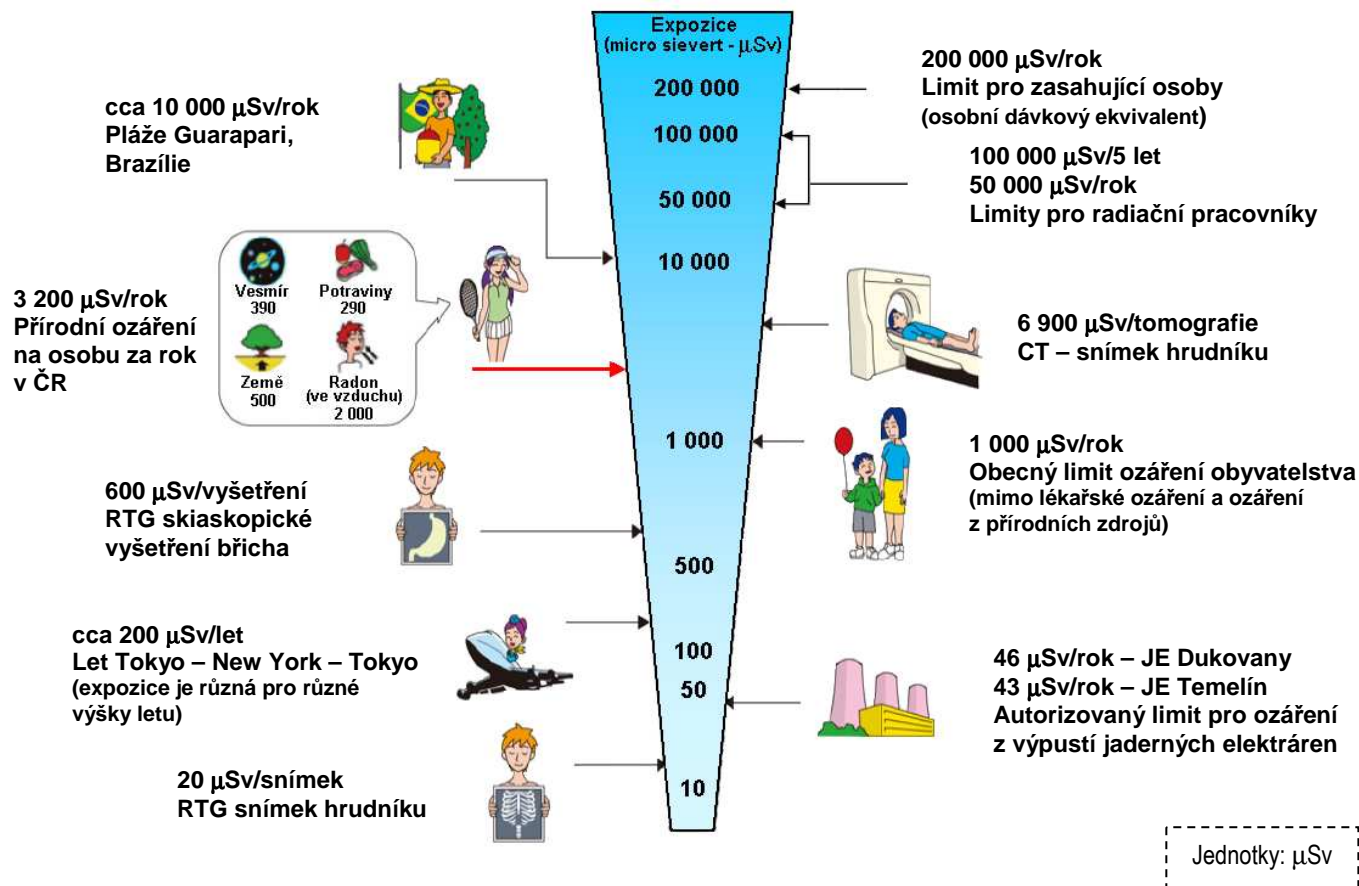 Expozice
(micro sievert - µSv)
200 000
100 000
50 000
10 000
1 000
500
100
50
10
cca 10 000 µSv/rok
Pláže Guarapari,
Brazílie
3 200 µSv/rok
Přírodní ozáření
na osobu za rok
v ČR
Vesmír
390
Potraviny
290
Země
500
Radon
(ve vzduchu)
2 000
600 µSv/vyšetření
RTG skiaskopické
vyšetření břicha
cca 200 µSv/let
Let Tokyo – New York – Tokyo
(expozice je různá pro různé
výšky letu)
20 µSv/snímek
RTG snímek hrudníku
200 000 µSv/rok
Limit pro zasahující osoby
(osobní dávkový ekvivalent)
100 000 µSv/5 let
50 000 µSv/rok
Limity pro radiační pracovníky
6 900 µSv/tomografie
CT – snímek hrudníku
1 000 µSv/rok
Obecný limit ozáření obyvatelstva
(mimo lékařské ozáření a ozáření
z přírodních zdrojů)
46 µSv/rok – JE Dukovany
43 µSv/rok – JE Temelín
Autorizovaný limit pro ozáření
z výpustí jaderných elektráren
Jednotky: µSv